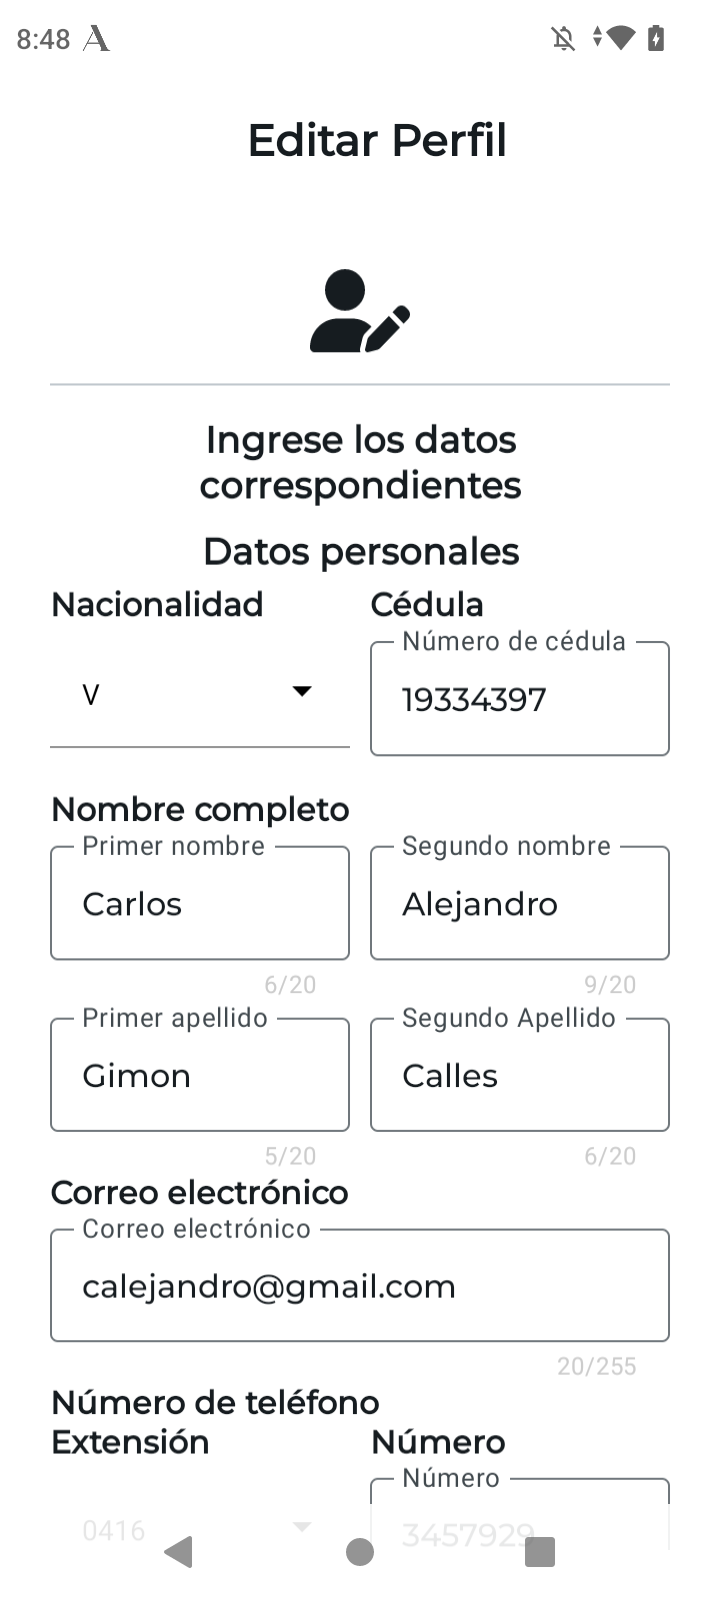 8:48
Editar Perfil
Ingrese los datos
correspondientes
Datos personales
Nacionalidad Cédula
Número de cédula
V 19334397
Nombre completo
Primer nombre Segundo nombre
Carlos Alejandro
6/20 9/20
Primer apellido Segundo Apellido
Gimon Calles
5/20 6/20
Correo electrónico
Correo electrónico
calejandro@gmail.com
20/255
Número de teléfono
Extensión Número
Número
0416 3457929